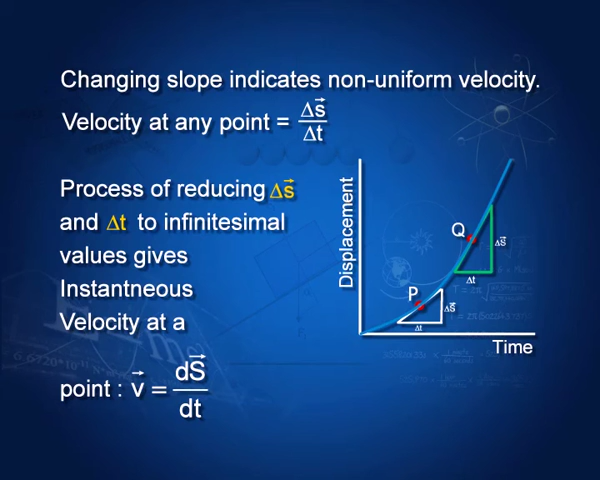 Changing slope indicates non-uniform velocity.
Velocity at any point = Δs⃗/Δt
Process of reducing Δs⃗
and Δt to infinitesimal
values gives
Instantneous
Velocity at a
point : v⃗ = dS⃗/dt
Displacement
Q
Δs⃗
Δt
P
Δs⃗
Δt
Time